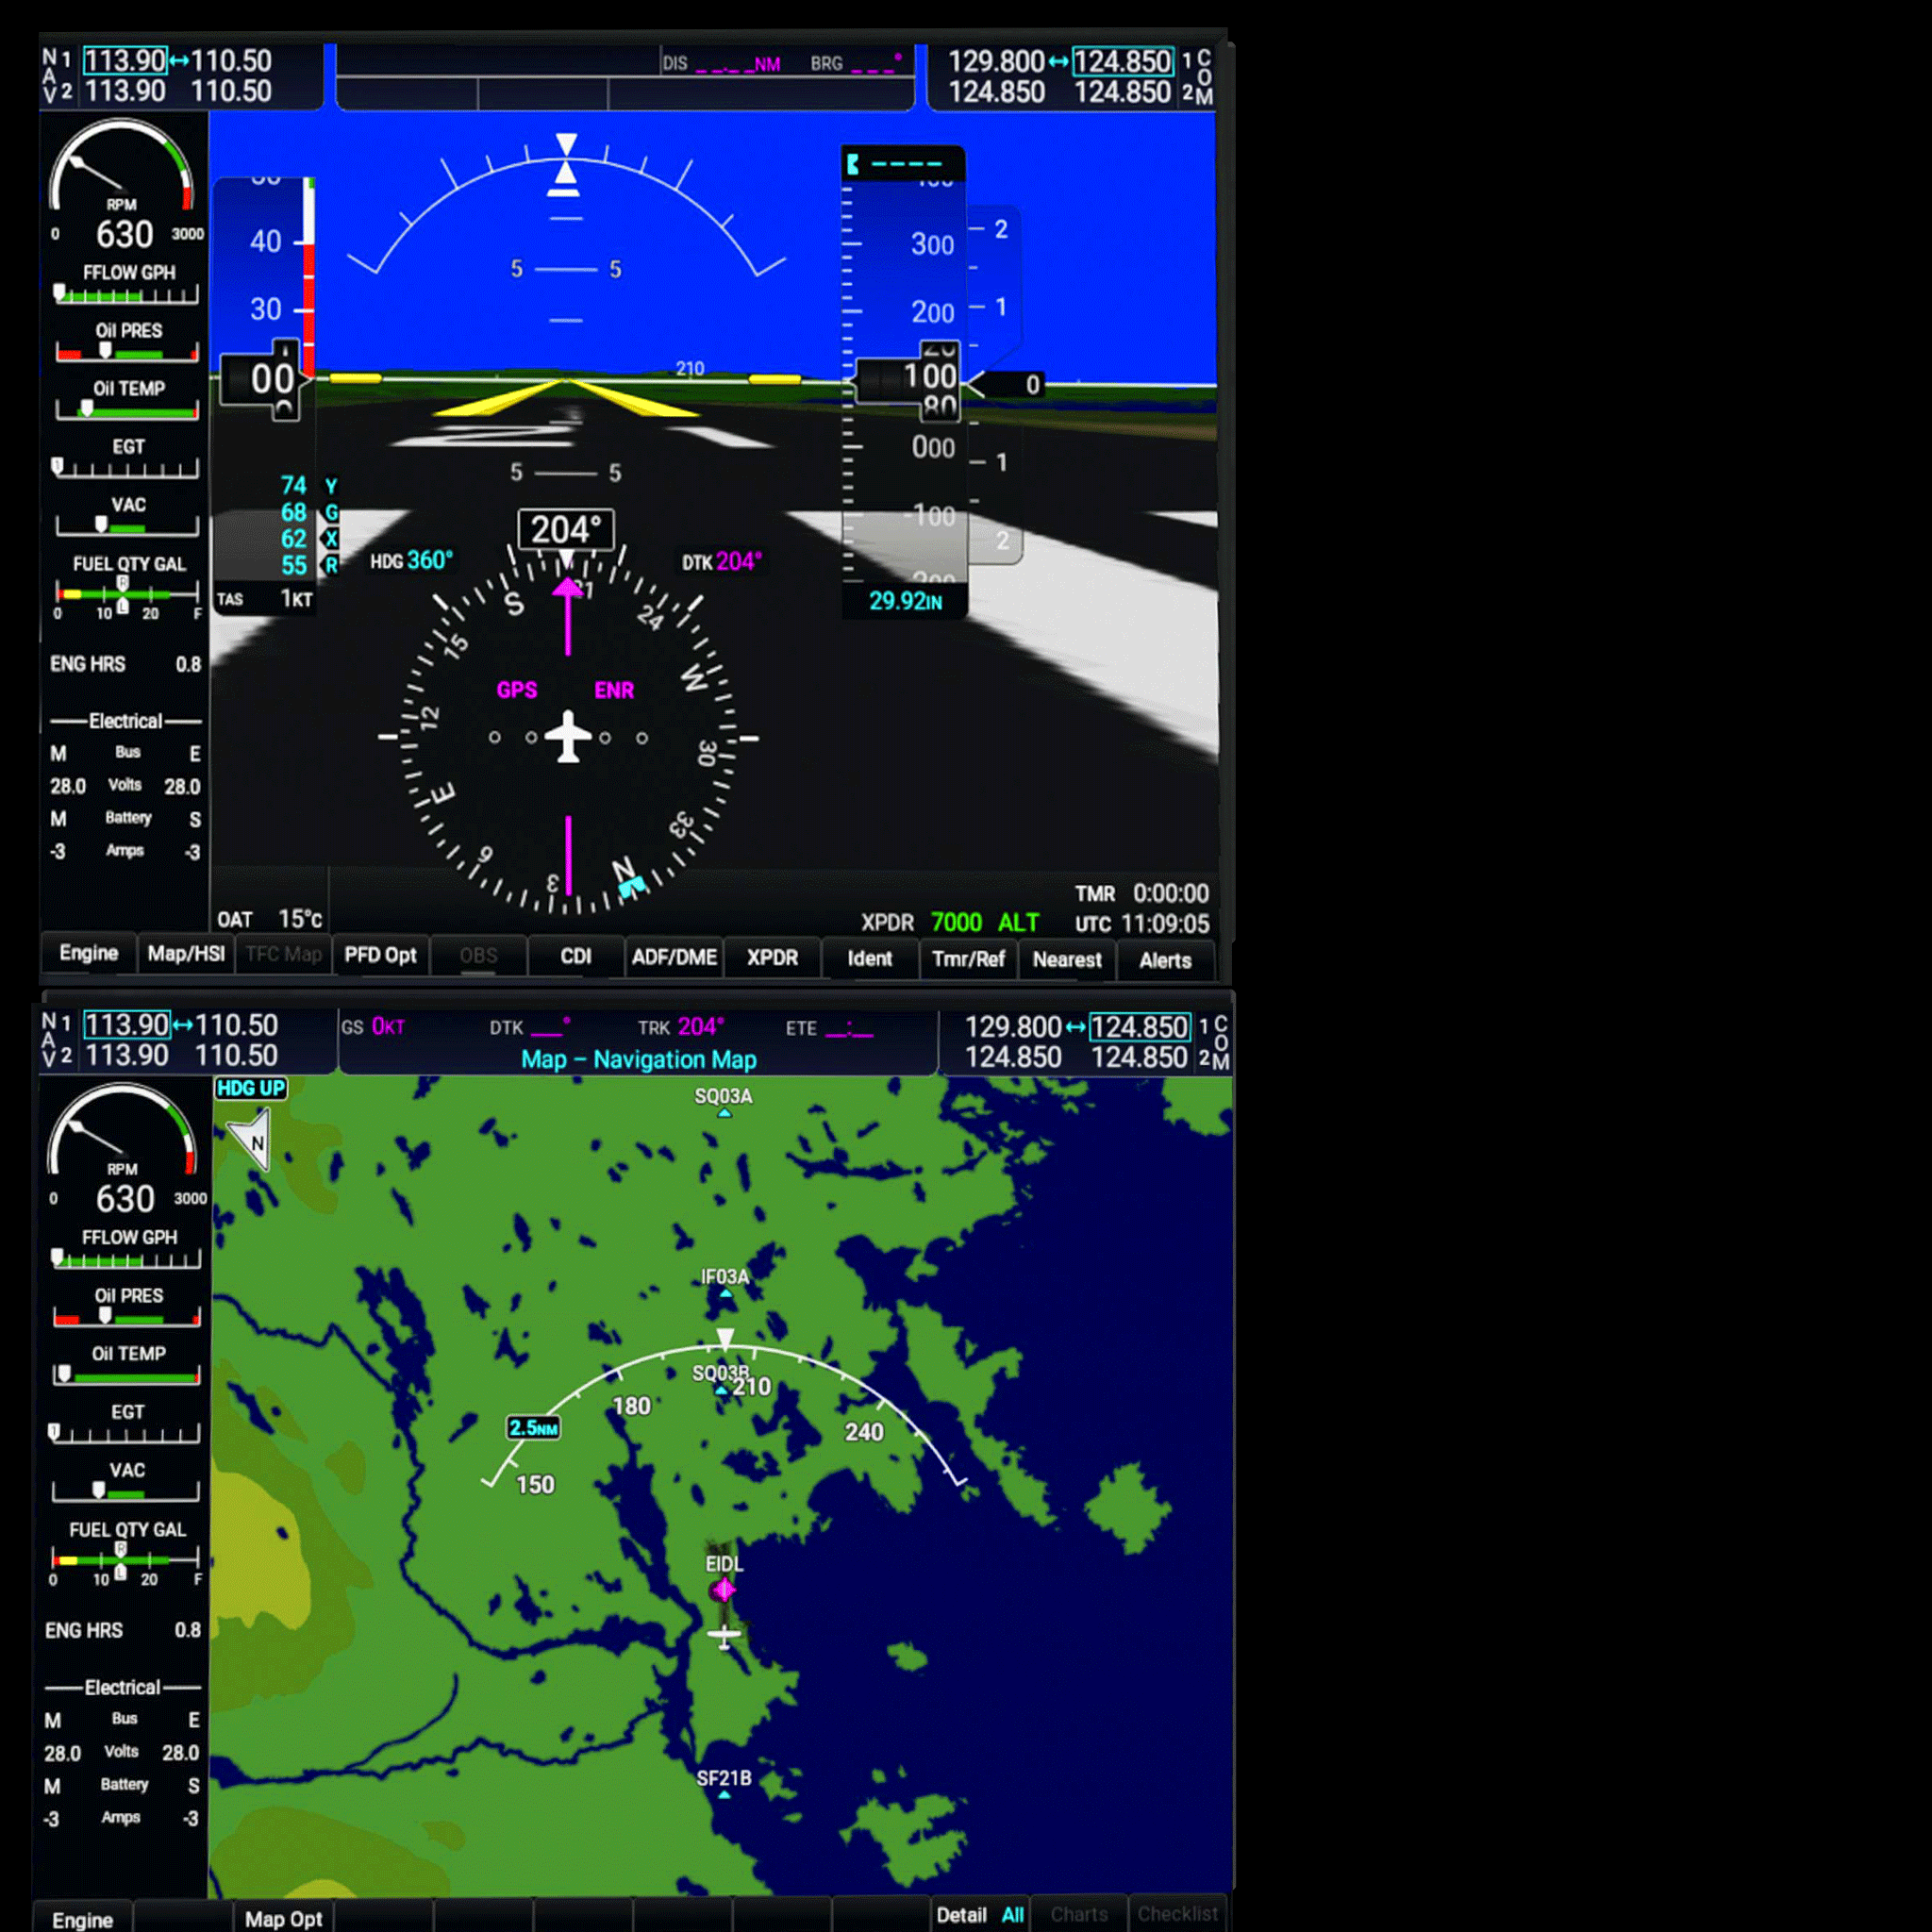 N 1 113.90↔110.50
A
V 2 113.90 110.50
DIS _ _._ _NM BRG _ _ _°
129.800↔124.850 1 C
O
124.850 124.850 2 M
RPM
0 630 3000
FFLOW GPH
Oil PRES
Oil TEMP
EGT
1
VAC
FUEL QTY GAL
R
L
0 10 20 F
ENG HRS 0.8
Electrical
M Bus E
28.0 Volts 28.0
M Battery S
-3 Amps -3
40
30
00
74 Y
68 G
62 X
55 R
TAS 1KT
5 5
210
5 5
----
300
200
20
100
80
000
-100
29.92IN
2
1
0
1
2
204°
HDG 360°
DTK 204°
S 21 24 W 30 33 N 3 6 E 12 15
GPS ENR
OAT 15°C
TMR 0:00:00
XPDR 7000 ALT UTC 11:09:05
Engine Map/HSI TFC Map PFD Opt OBS CDI ADF/DME XPDR Ident Tmr/Ref Nearest Alerts
N 1 113.90↔110.50
A
V 2 113.90 110.50
GS 0KT DTK ___° TRK 204° ETE __:__
Map – Navigation Map
129.800↔124.850 1 C
O
124.850 124.850 2 M
RPM
0 630 3000
FFLOW GPH
Oil PRES
Oil TEMP
EGT
1
VAC
FUEL QTY GAL
R
L
0 10 20 F
ENG HRS 0.8
Electrical
M Bus E
28.0 Volts 28.0
M Battery S
-3 Amps -3
HDG UP
N
SQ03A
IF03A
SQ03B
210
180
240
2.5NM
150
EIDL
SF21B
Engine Map Opt Detail All Charts Checklist